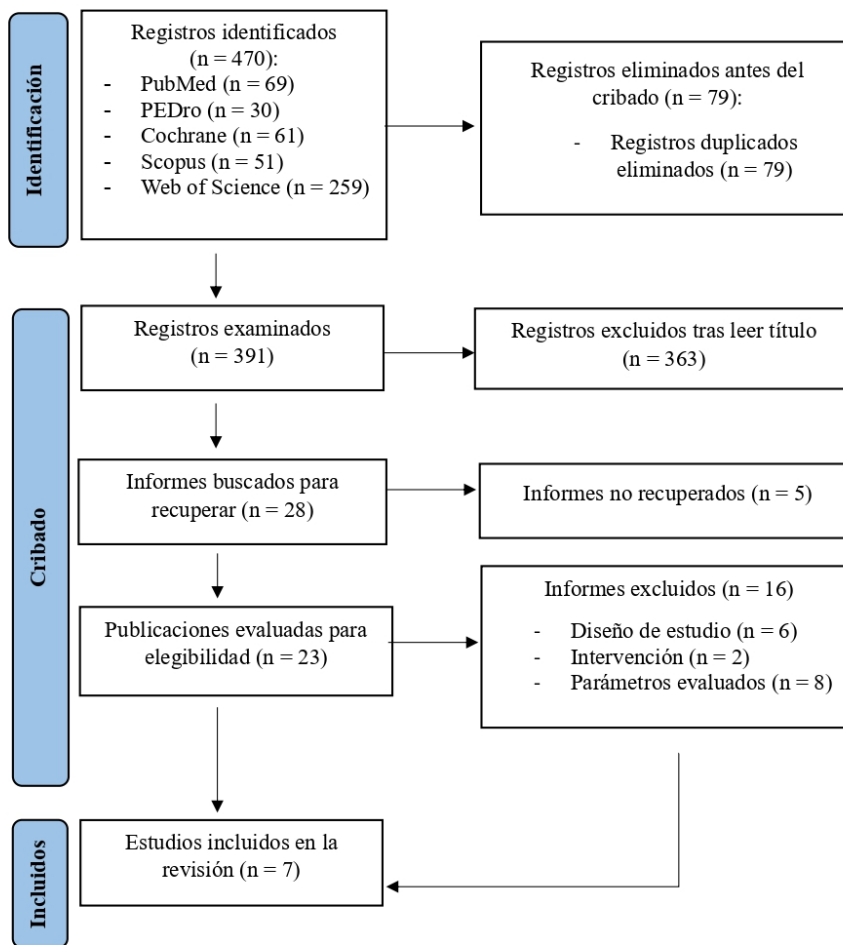 Identificación
Registros identificados
(n = 470):
- PubMed (n = 69)
- PEDro (n = 30)
- Cochrane (n = 61)
- Scopus (n = 51)
- Web of Science (n = 259)
Registros eliminados antes del
cribado (n = 79):
- Registros duplicados
eliminados (n = 79)
Cribado
Registros examinados
(n = 391)
Registros excluidos tras leer título
(n = 363)
Informes buscados para
recuperar (n = 28)
Informes no recuperados (n = 5)
Publicaciones evaluadas para
elegibilidad (n = 23)
Informes excluidos (n = 16)
- Diseño de estudio (n = 6)
- Intervención (n = 2)
- Parámetros evaluados (n = 8)
Incluidos
Estudios incluidos en la
revisión (n = 7)